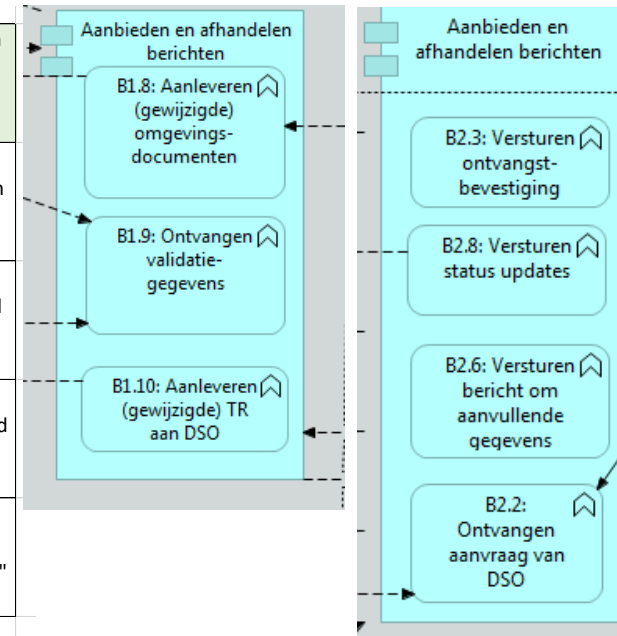 Aanbieden en afhandelen
berichten
B1.8: Aanleveren
(gewijzigde)
omgevings-
documenten
B1.9: Ontvangen
validatie-
gegevens
B1.10: Aanleveren
(gewijzigde) TR
aan DSO
Aanbieden en
afhandelen berichten
B2.3: Versturen
ontvangst-
bevestiging
B2.8: Versturen
status updates
B2.6: Versturen
bericht om
aanvullende
gegevens
B2.2:
Ontvangen
aanvraag van
DSO